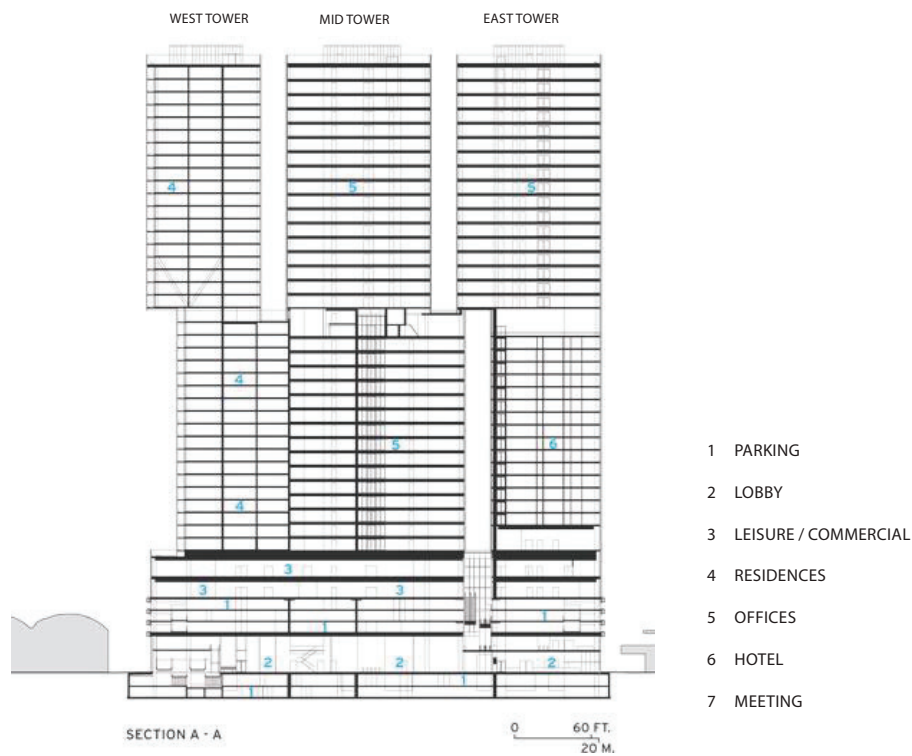 WEST TOWER
MID TOWER
EAST TOWER
4
5
5
4
5
6
4
3
3
3
1
1
1
2
2
2
1
1
1 PARKING
2 LOBBY
3 LEISURE / COMMERCIAL
4 RESIDENCES
5 OFFICES
6 HOTEL
7 MEETING
SECTION A - A
0 60 FT.
20 M.